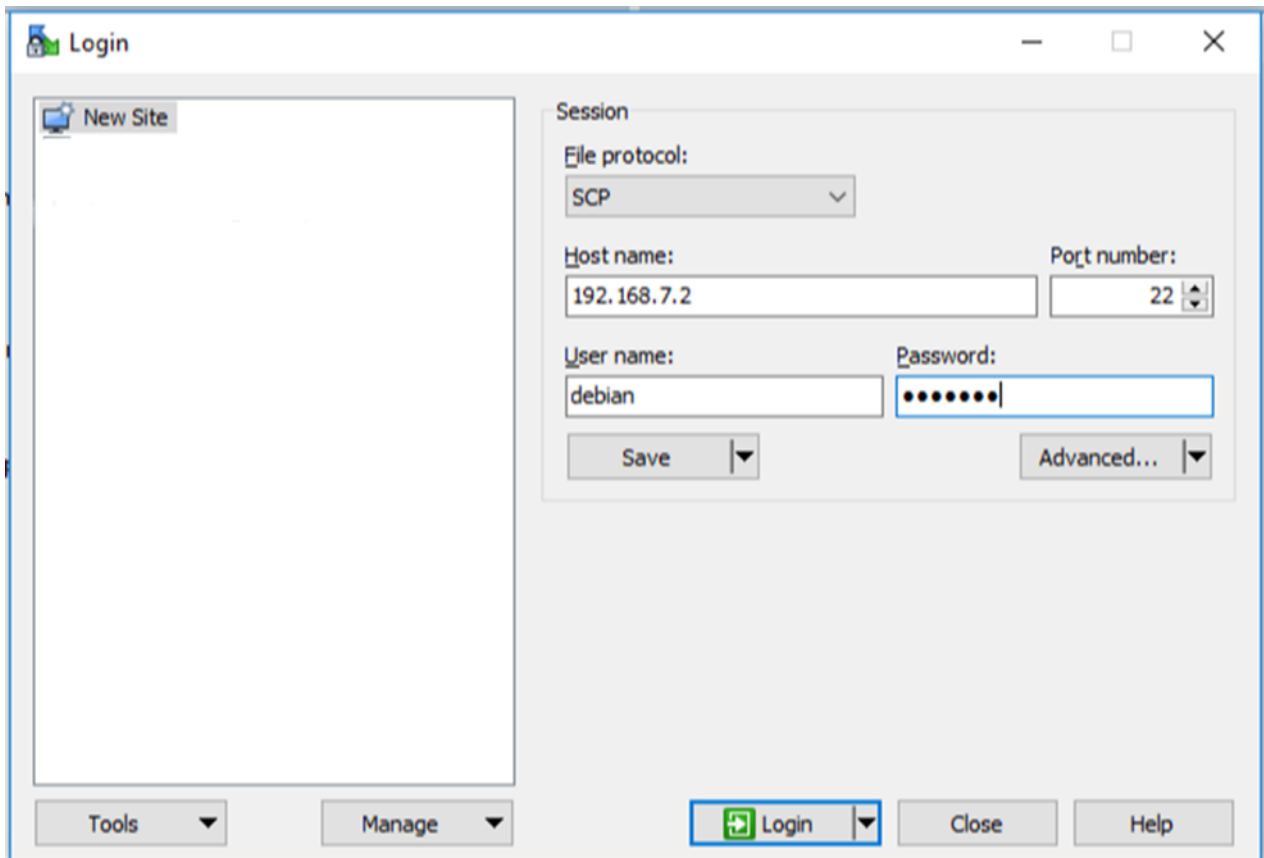 Login
New Site
Session
File protocol:
SCP
Host name:
Port number:
192.168.7.2
22
User name:
Password:
debian
•••••••
Save
Advanced...
Tools
Manage
Login
Close
Help